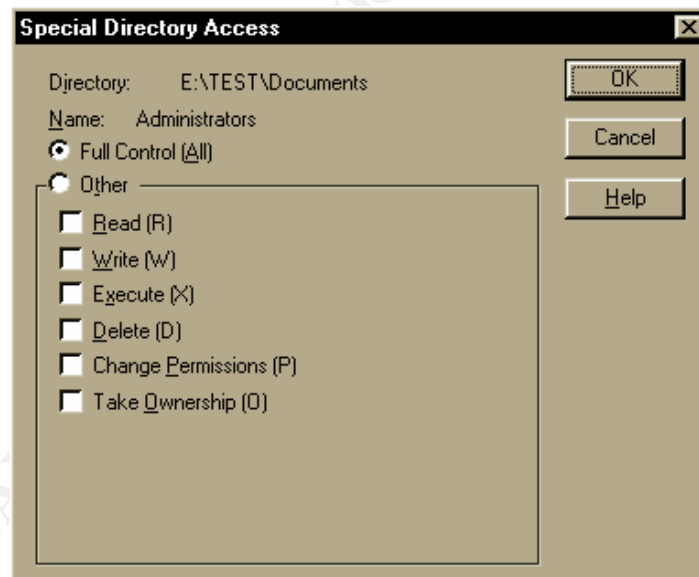 Special Directory Access
Directory: E:\TEST\Documents
Name: Administrators
Full Control (All)
Other
Read (R)
Write (W)
Execute (X)
Delete (D)
Change Permissions (P)
Take Ownership (O)
OK
Cancel
Help